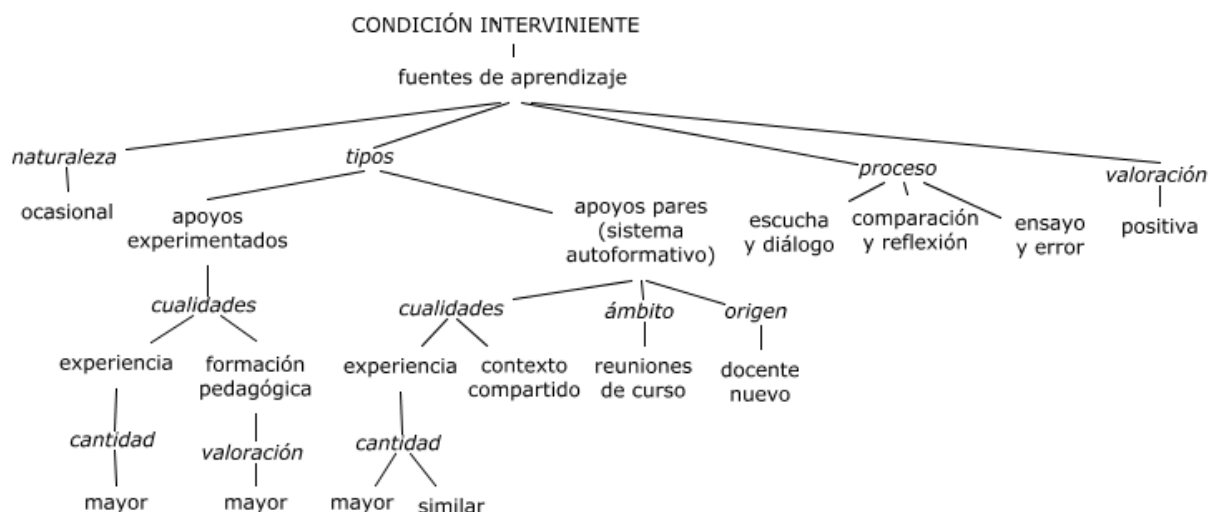 CONDICIÓN INTERVINIENTE
fuentes de aprendizaje
naturaleza
tipos
proceso
valoración
ocasional
apoyos
experimentados
apoyos pares
(sistema
autoformativo)
escucha
y diálogo
comparación
y reflexión
ensayo
y error
positiva
cualidades
cualidades
ámbito
origen
experiencia
formación
pedagógica
experiencia
contexto
compartido
reuniones
de curso
docente
nuevo
cantidad
valoración
cantidad
mayor
mayor
mayor
similar